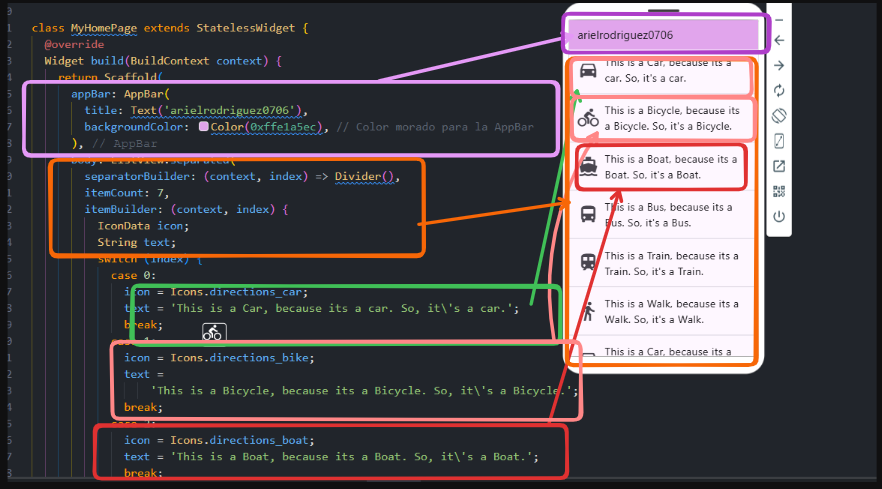 class MyHomePage extends StatelessWidget {
@override
Widget build(BuildContext context) {
return Scaffold(
appBar: AppBar(
title: Text('arielrodriguez0706'),
backgroundColor: Color(0xffe1a5ec), // Color morado para la AppBar
), // AppBar
body: ListView.separated(
separatorBuilder: (context, index) => Divider(),
itemCount: 7,
itemBuilder: (context, index) {
IconData icon;
String text;
switch (index) {
case 0:
icon = Icons.directions_car;
text = 'This is a Car, because its a car. So, it\'s a car.';
break;
icon = Icons.directions_bike;
text =
'This is a Bicycle, because its a Bicycle. So, it\'s a Bicycle.';
break;
icon = Icons.directions_boat;
text = 'This is a Boat, because its a Boat. So, it\'s a Boat.';
break;
arielrodriguez0706
This is a Car, because its a
car. So, it's a car.
This is a Bicycle, because its
a Bicycle. So, it's a Bicycle.
This is a Boat, because its a
Boat. So, it's a Boat.
This is a Bus, because its a
Bus. So, it's a Bus.
This is a Train, because its a
Train. So, it's a Train.
This is a Walk, because its a
Walk. So, it's a Walk.
This is a Car, because its a